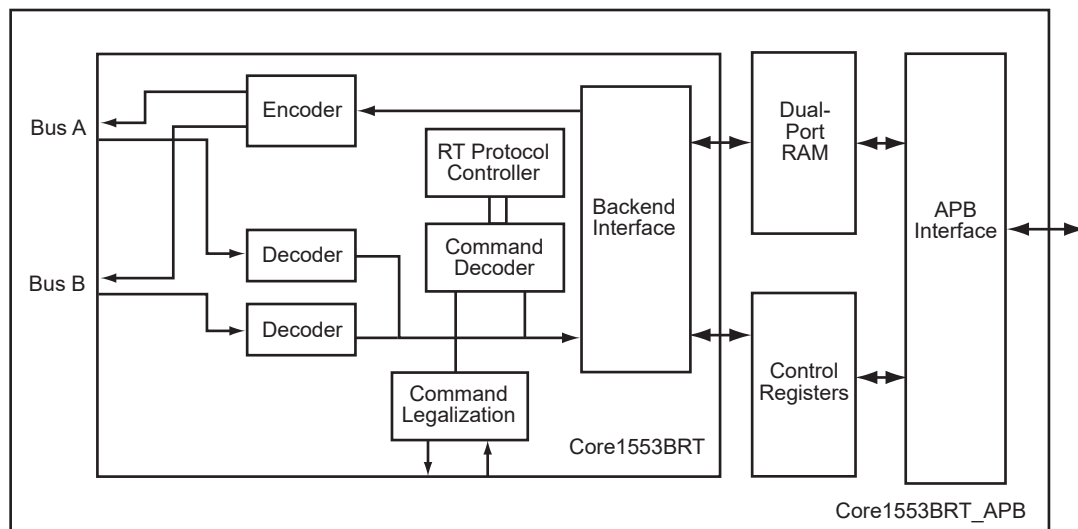 Bus A
Bus B
Encoder
RT Protocol
Controller
Command
Decoder
Decoder
Decoder
Command
Legalization
Backend
Interface
Core1553BRT
Dual-
Port
RAM
Control
Registers
APB
Interface
Core1553BRT_APB